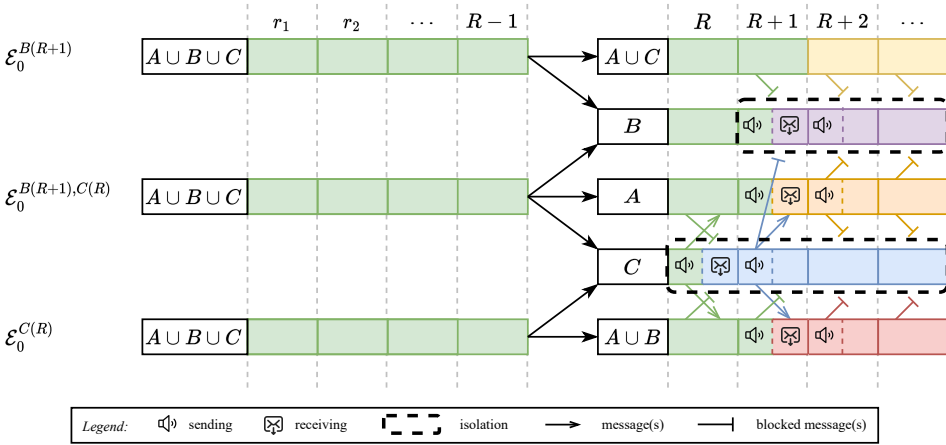 r₁ r₂ ⋯ R − 1 R R + 1 R + 2 ⋯
ℰ₀^{B(R+1)} A ∪ B ∪ C A ∪ C
B
ℰ₀^{B(R+1),C(R)} A ∪ B ∪ C A
C
ℰ₀^{C(R)} A ∪ B ∪ C A ∪ B
Legend: sending receiving isolation message(s) blocked message(s)